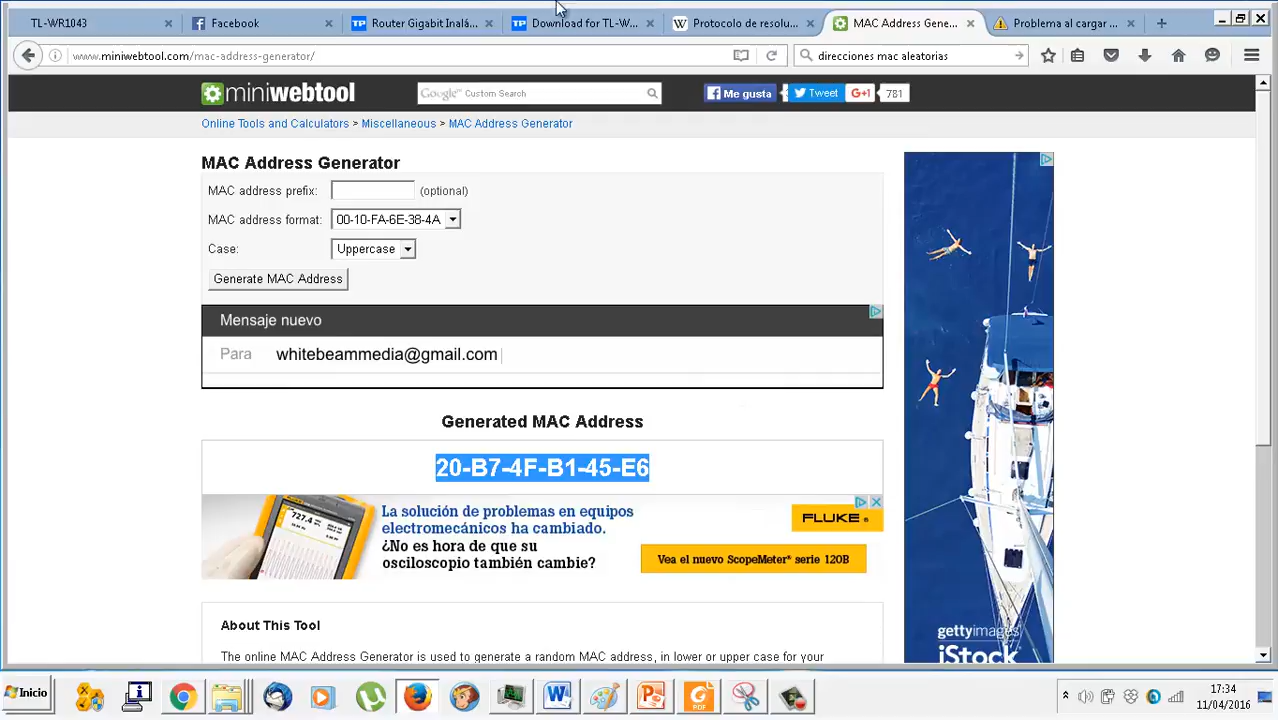 TL-WR1043
Facebook
Router Gigabit Inalá...
Download for TL-W...
Protocolo de resolu...
MAC Address Gene...
Problema al cargar ...
www.miniwebtool.com/mac-address-generator/
direcciones mac aleatorias
miniwebtool
Google™ Custom Search
Me gusta
Tweet
G+1
781
Online Tools and Calculators > Miscellaneous > MAC Address Generator
MAC Address Generator
MAC address prefix: (optional)
MAC address format: 00-10-FA-6E-38-4A
Case: Uppercase
Generate MAC Address
Mensaje nuevo
Para whitebeammedia@gmail.com
Generated MAC Address
20-B7-4F-B1-45-E6
La solución de problemas en equipos
electromecánicos ha cambiado.
¿No es hora de que su
osciloscopio también cambie?
FLUKE
Vea el nuevo ScopeMeter® serie 120B
727.4
About This Tool
The online MAC Address Generator is used to generate a random MAC address, in lower or upper case for your
gettyimages
iStock
Inicio
PDF
17:34
11/04/2016